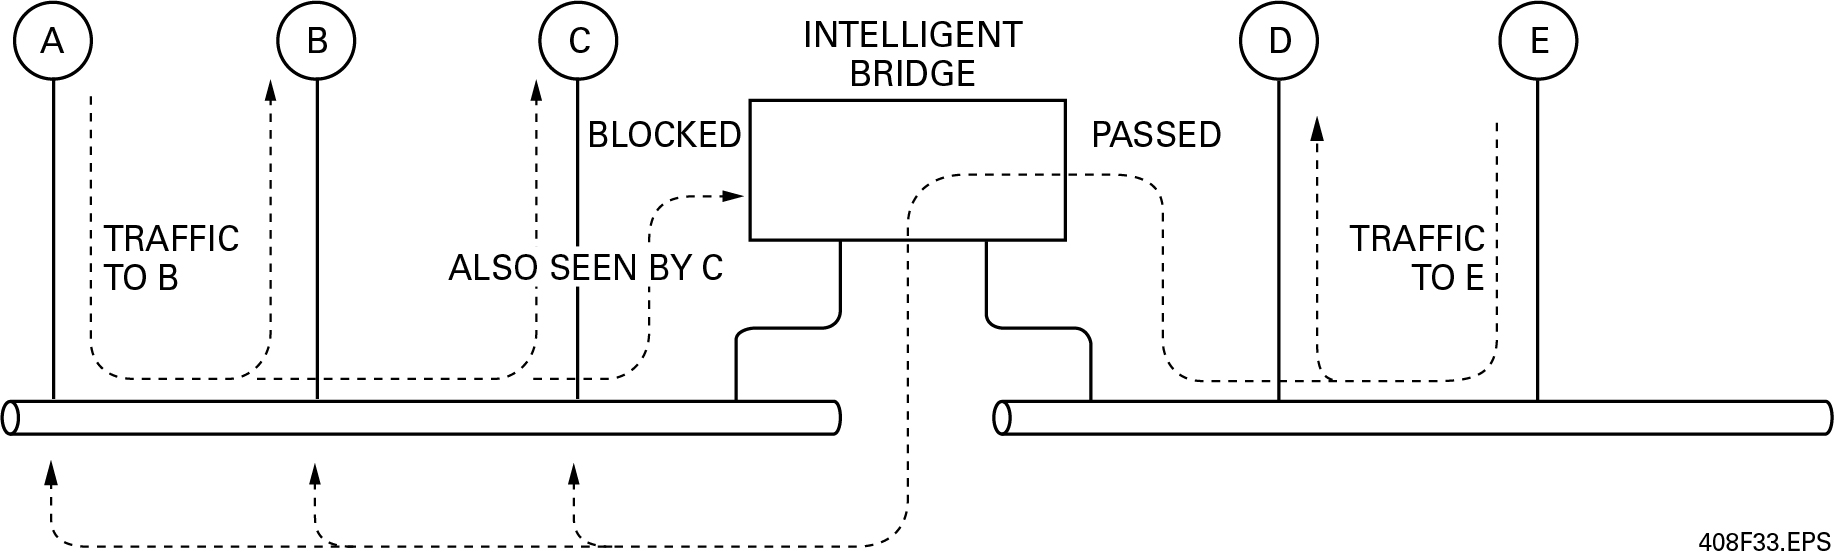 A
B
C
INTELLIGENT
BRIDGE
D
E
BLOCKED
PASSED
TRAFFIC
TO B
ALSO SEEN BY C
TRAFFIC
TO E
408F33.EPS